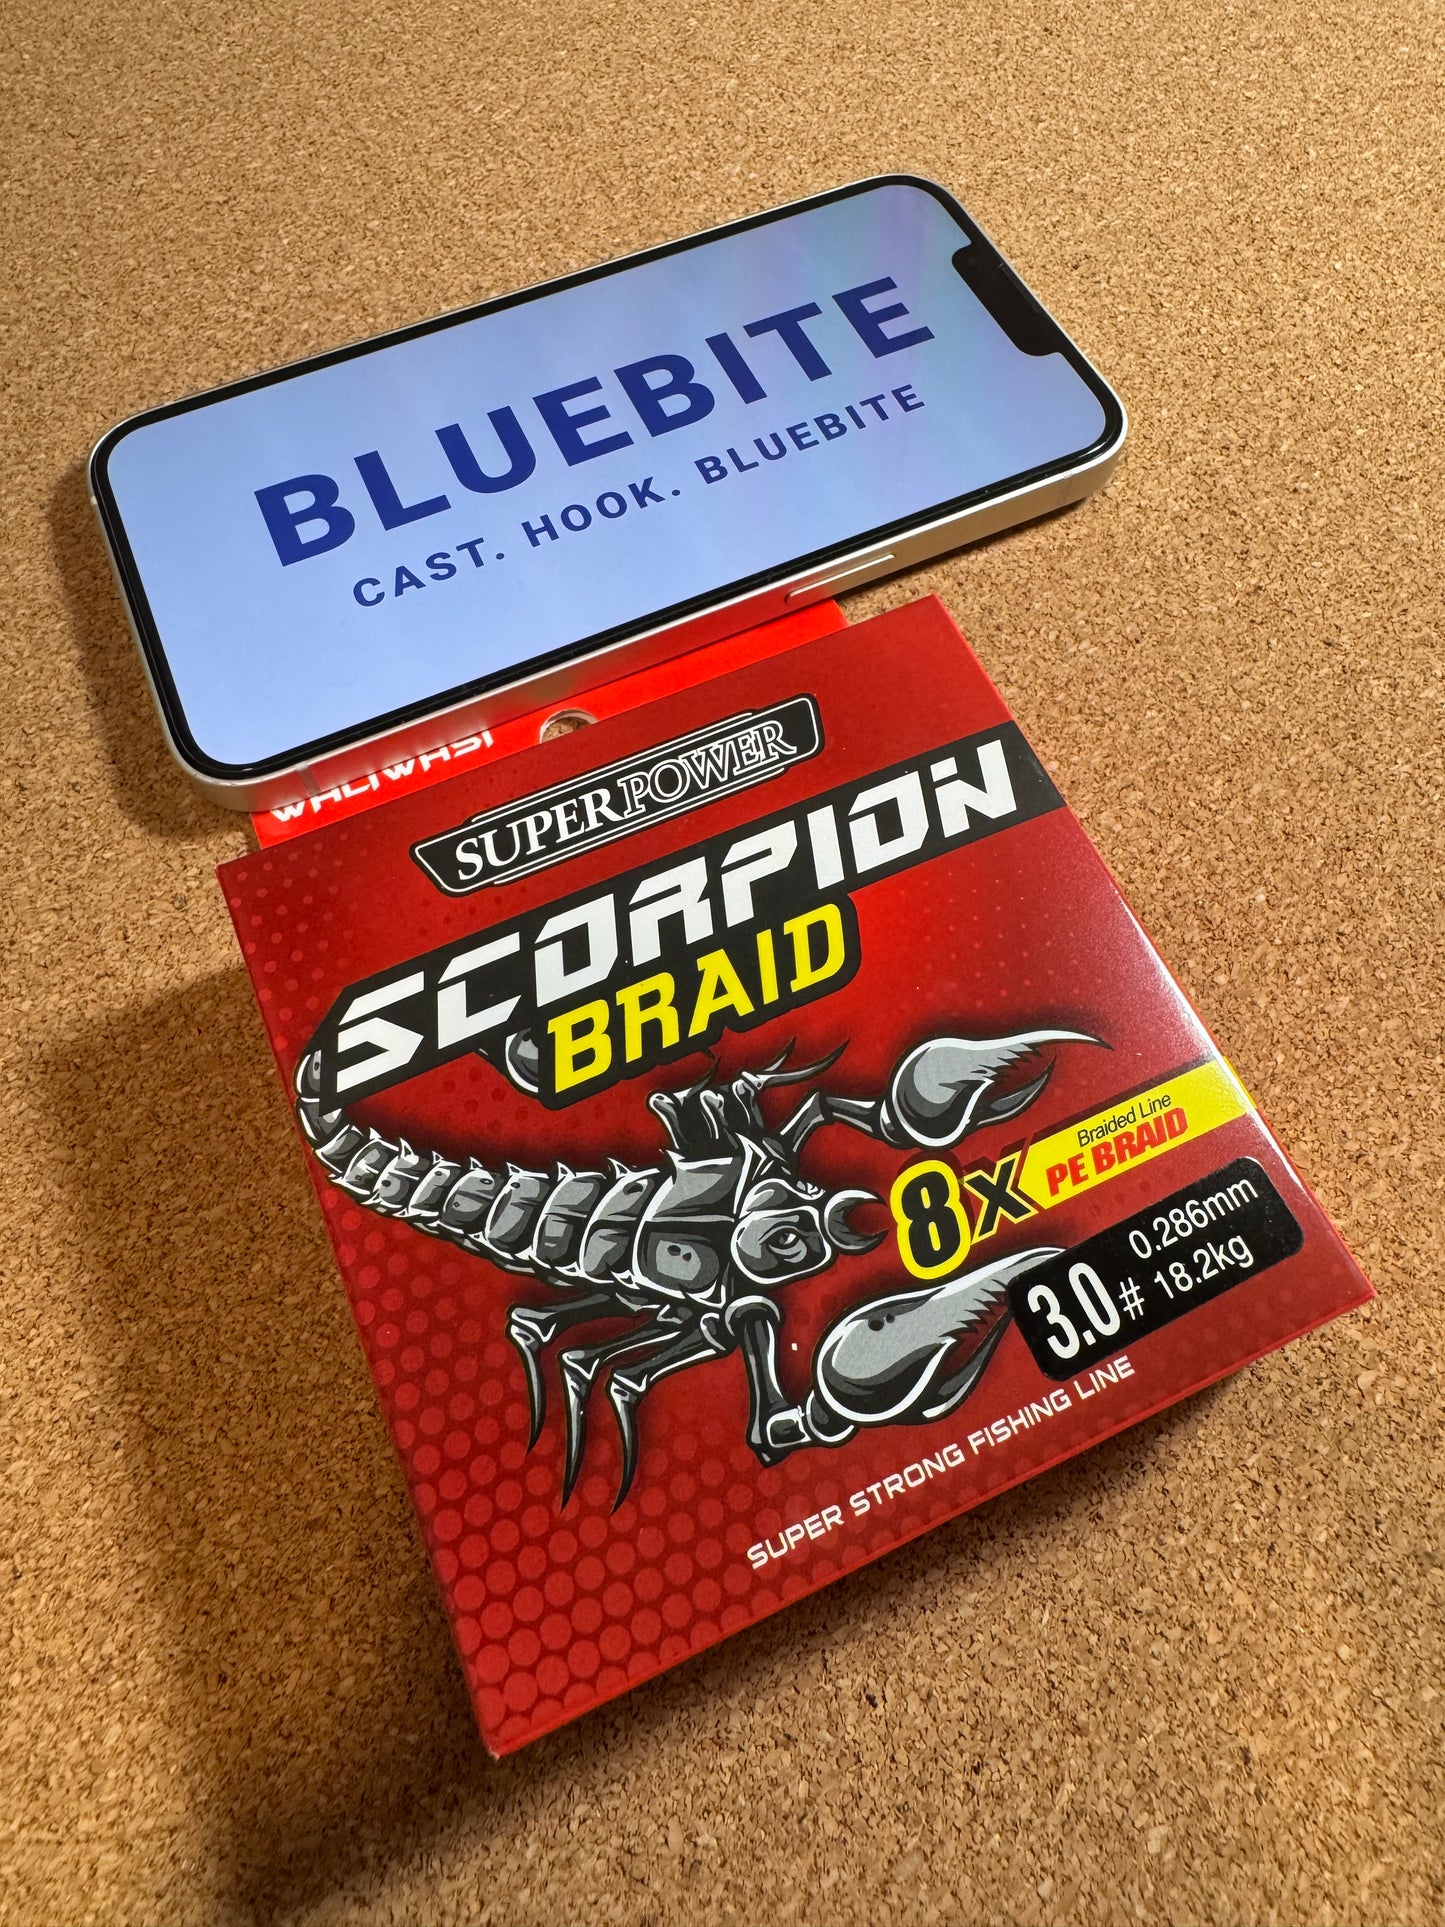 BLUEBITE
CAST. HOOK. BLUEBITE
WALIWASI
SUPERPOWER
SCORPION
BRAID
8X
Braided Line
PE BRAID
3.0#
0.286mm
18.2kg
SUPER STRONG FISHING LINE